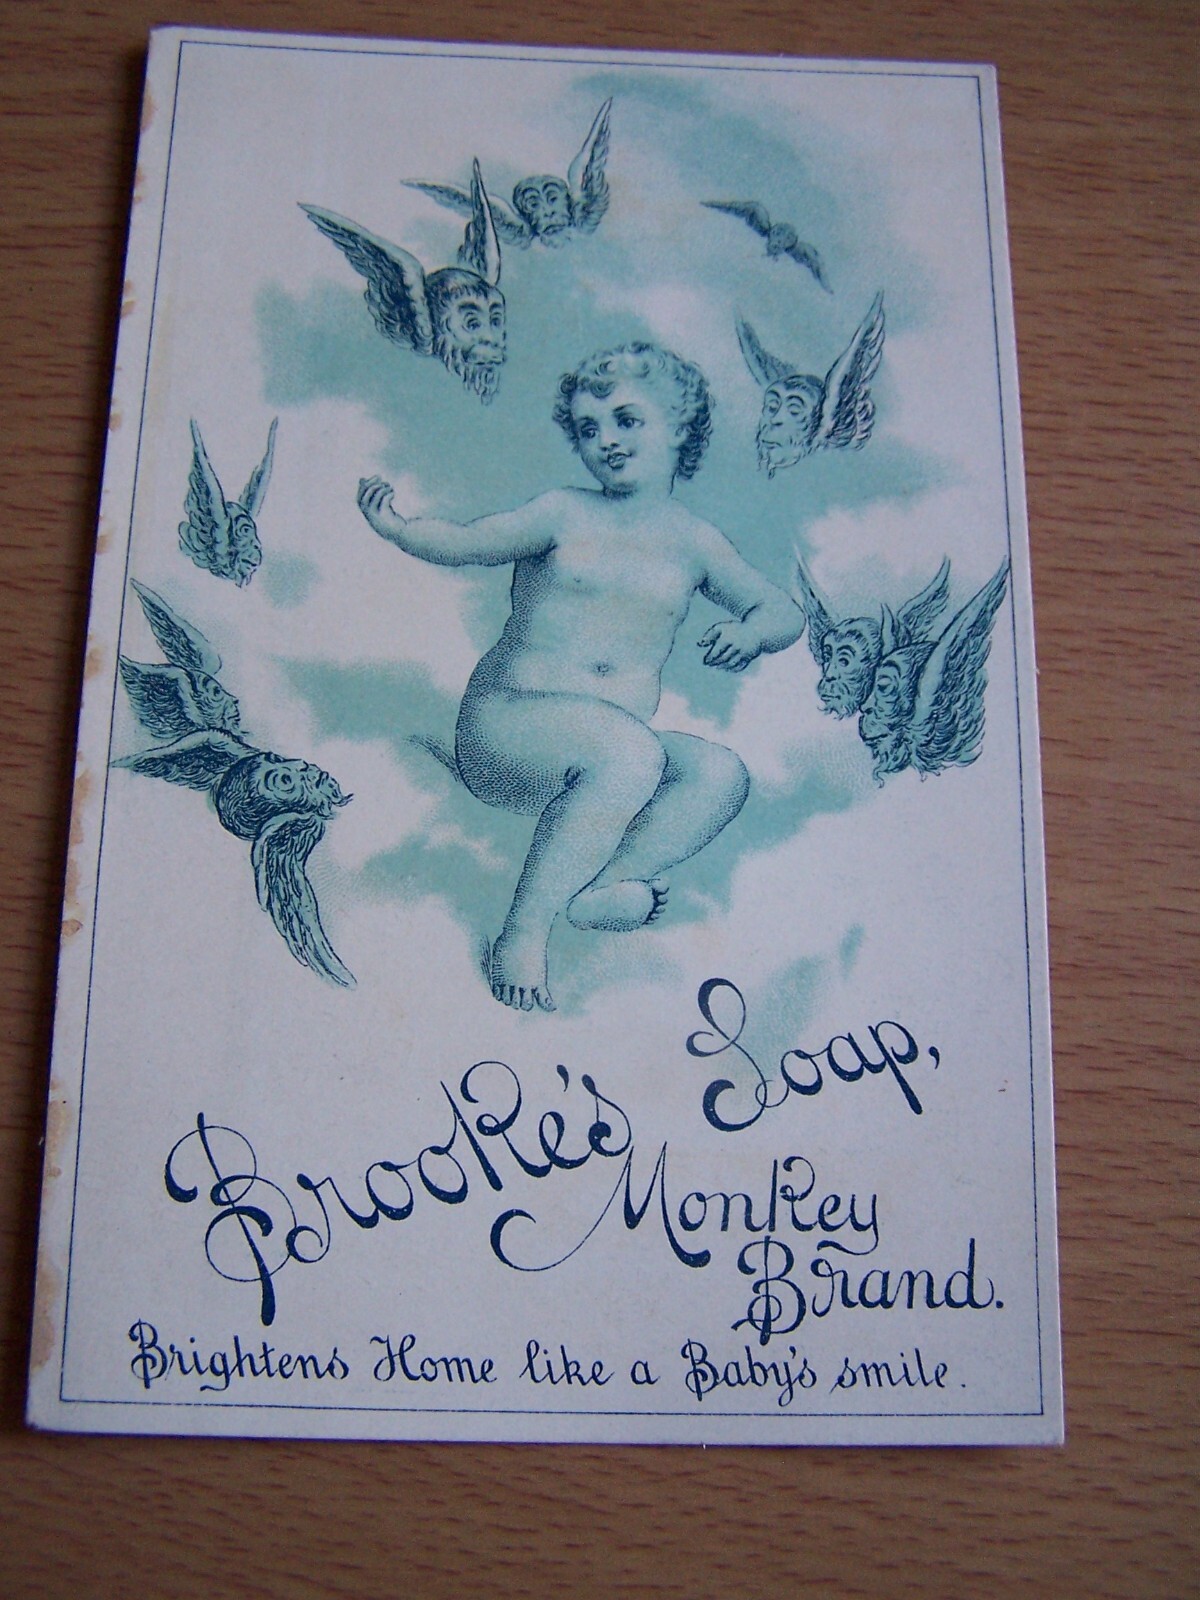 Brooke's Soap,
Monkey
Brand.
Brightens Home like a Baby's smile.